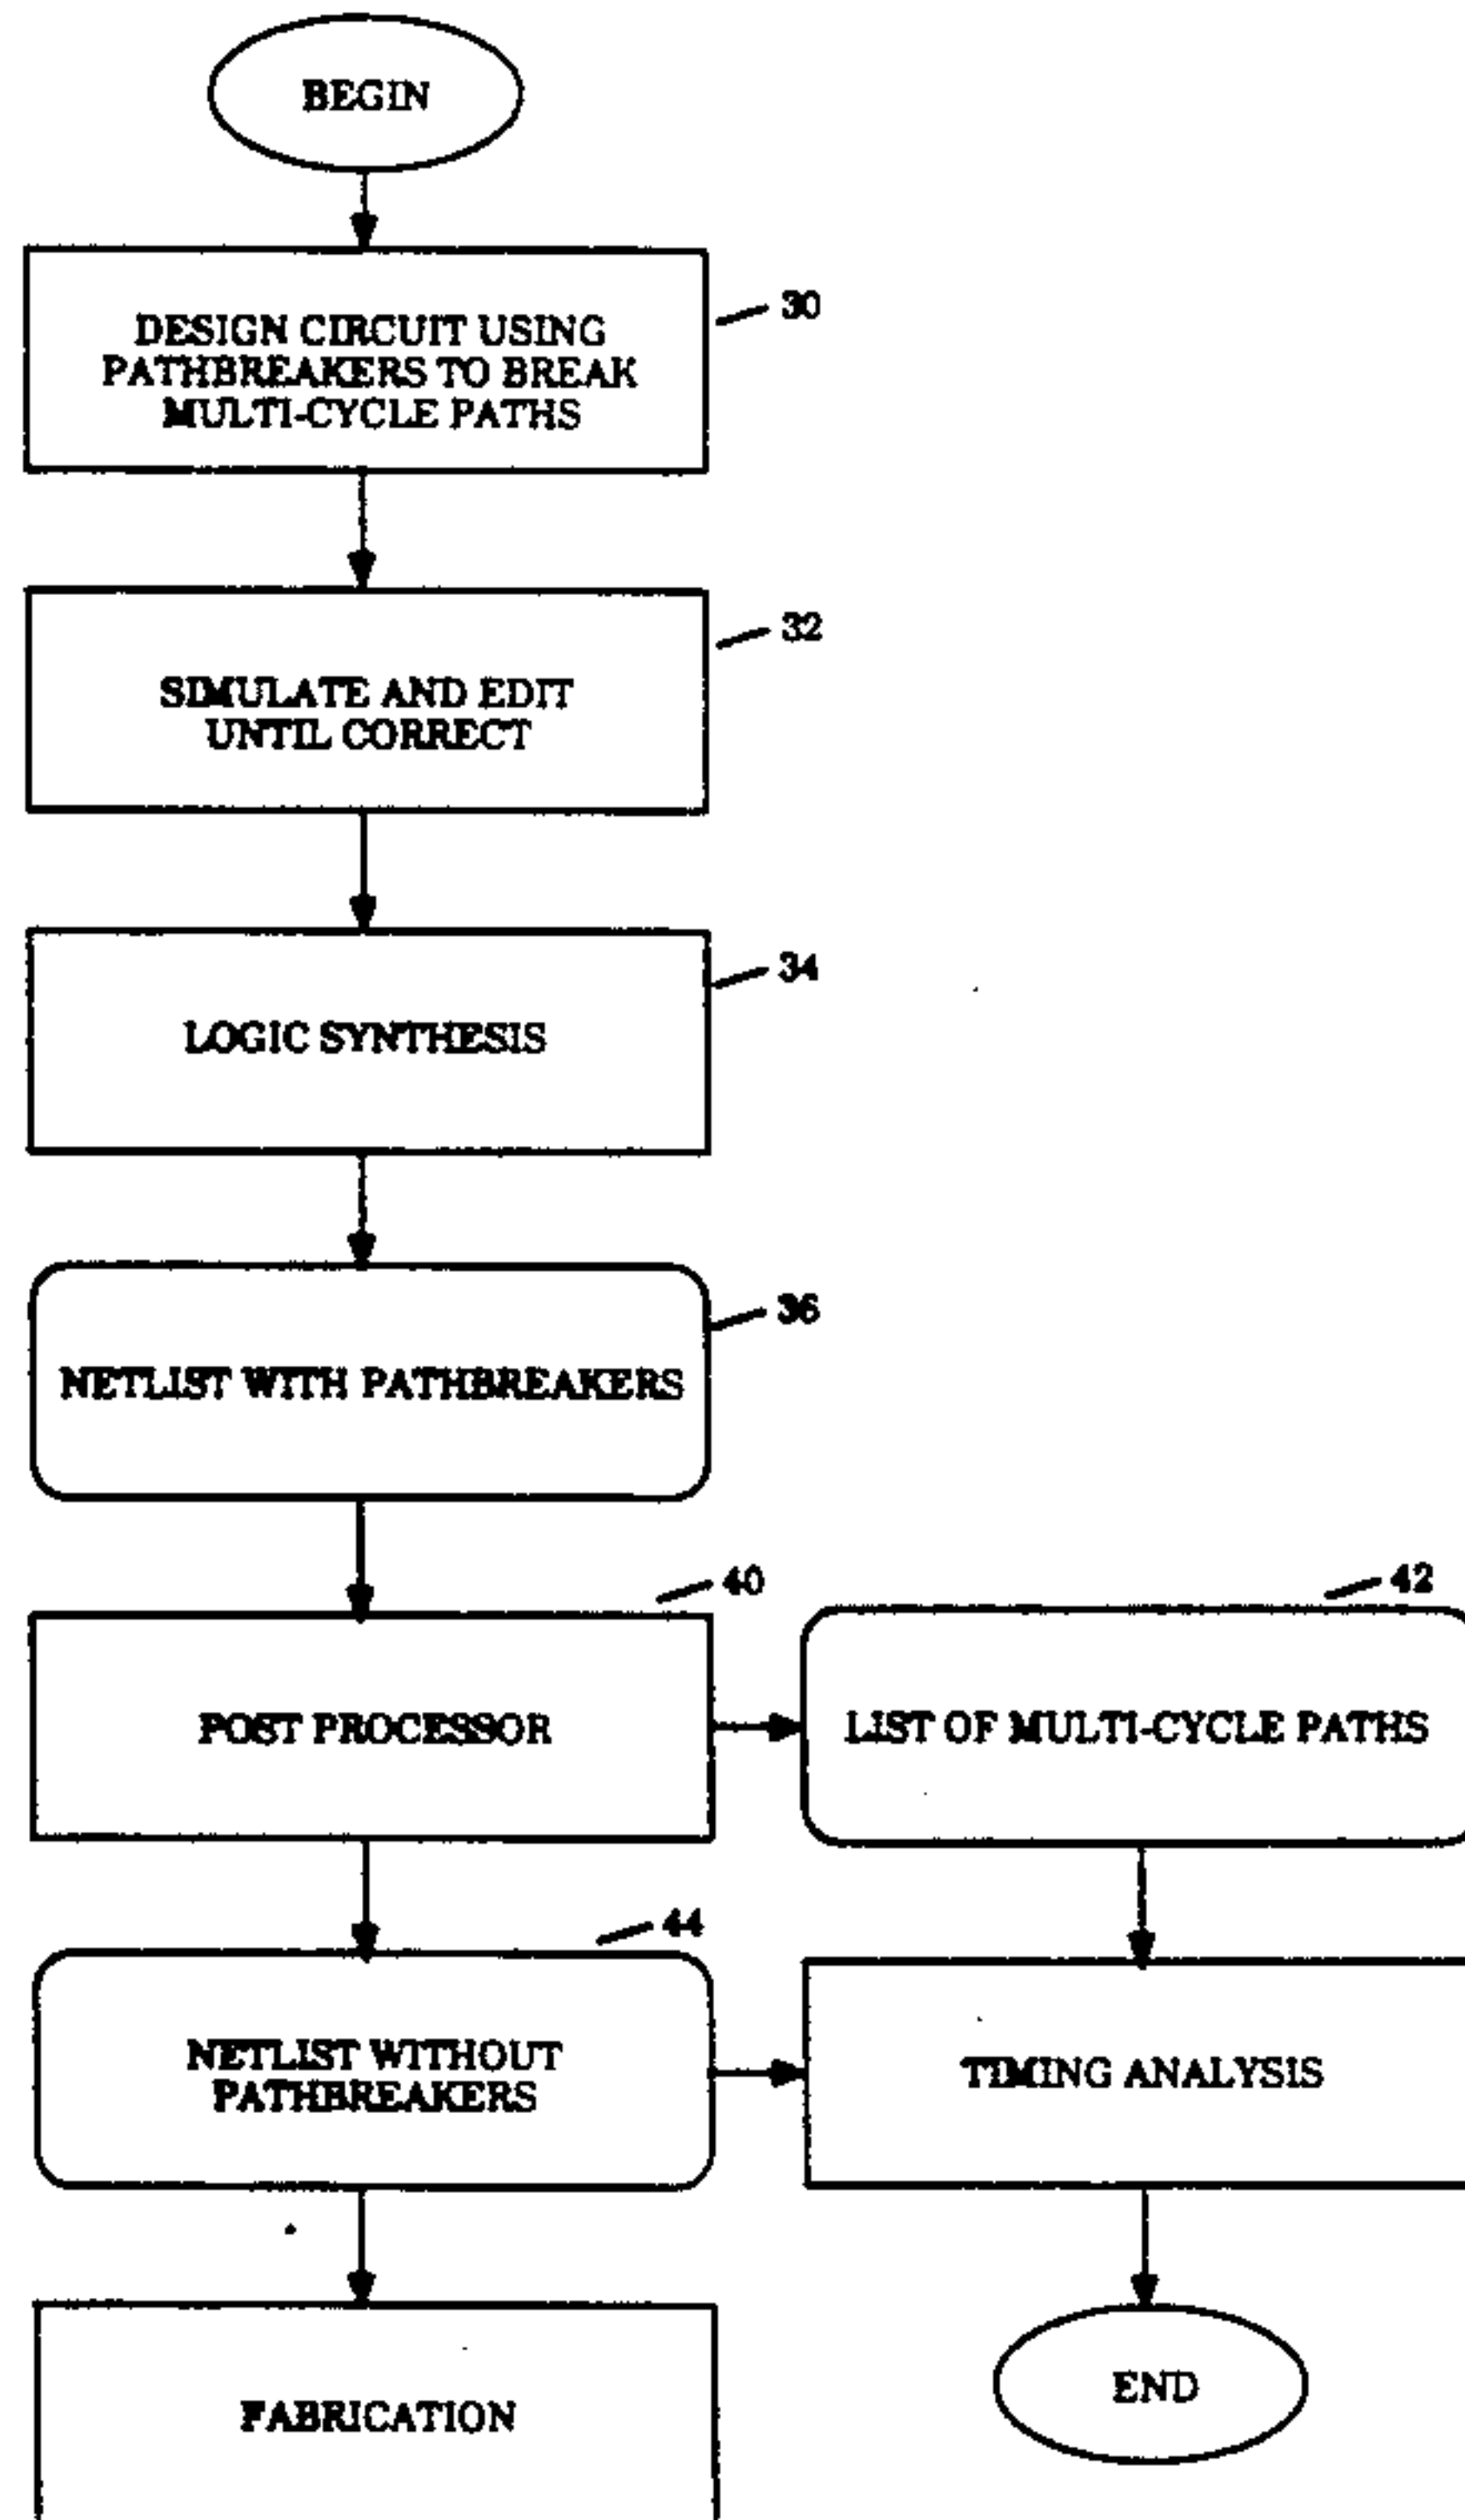 BEGIN
DESIGN CIRCUIT USING
PATHBREAKERS TO BREAK
MULTI-CYCLE PATHS
30
SIMULATE AND EDIT
UNTIL CORRECT
32
LOGIC SYNTHESIS
34
NETLIST WITH PATHBREAKERS
36
POST PROCESSOR
40
LIST OF MULTI-CYCLE PATHS
42
NETLIST WITHOUT
PATHBREAKERS
44
TIMING ANALYSIS
FABRICATION
END